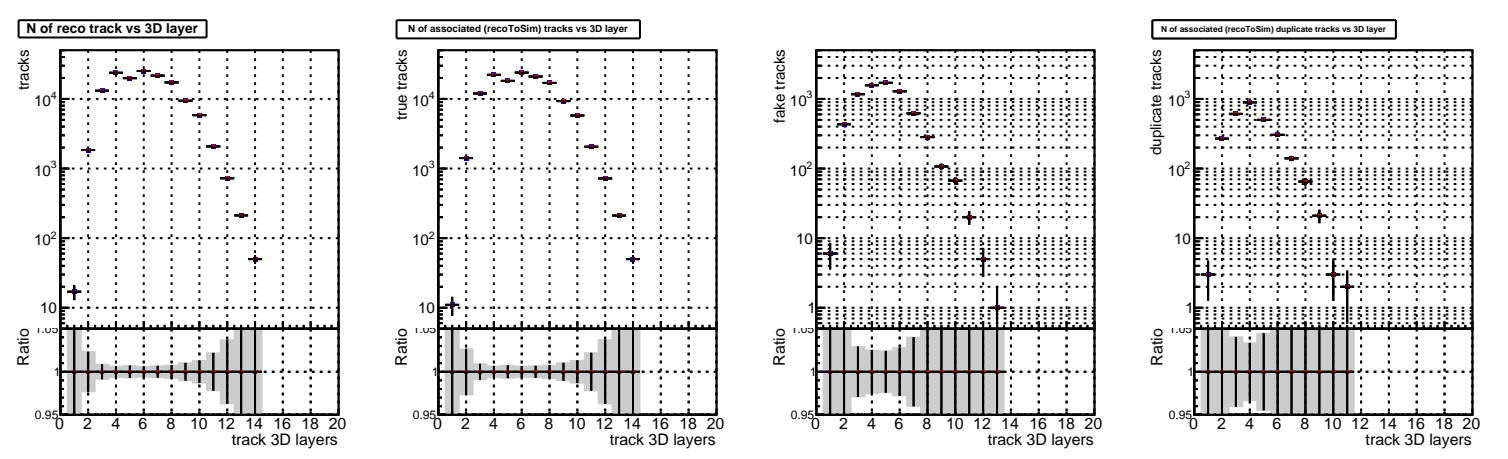 N of reco track vs 3D layer
tracks
10⁴
10³
10²
10
Ratio
1.05
1
0.95
0 2 4 6 8 10 12 14 16 18 20
track 3D layers
N of associated (recoToSim) tracks vs 3D layer
true tracks
10⁴
10³
10²
10
Ratio
1.05
1
0.95
0 2 4 6 8 10 12 14 16 18 20
track 3D layers
fake tracks
10³
10²
10
1
Ratio
1.05
1
0.95
0 2 4 6 8 10 12 14 16 18 20
track 3D layers
N of associated (recoToSim) duplicate tracks vs 3D layer
duplicate tracks
10³
10²
10
1
Ratio
1.05
1
0.95
0 2 4 6 8 10 12 14 16 18 20
track 3D layers